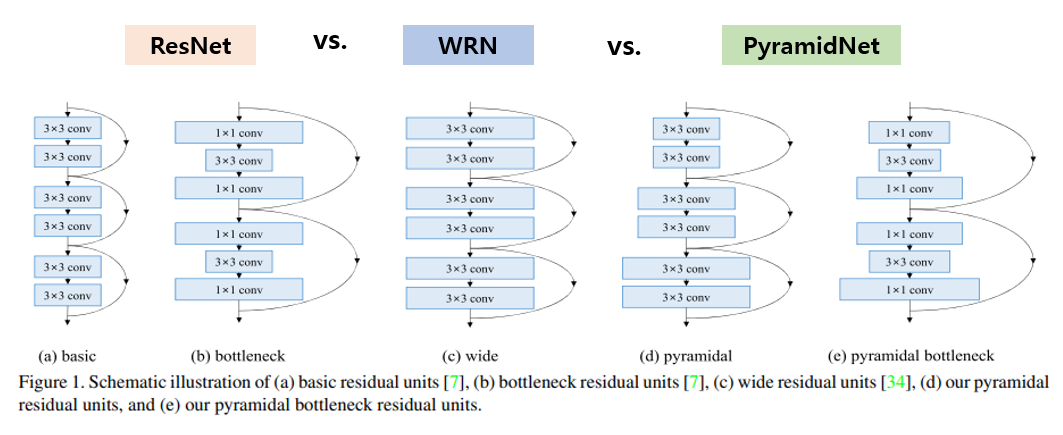 ResNet vs. WRN vs. PyramidNet
3×3 conv
3×3 conv
3×3 conv
3×3 conv
3×3 conv
3×3 conv
(a) basic
1×1 conv
3×3 conv
1×1 conv
1×1 conv
3×3 conv
1×1 conv
(b) bottleneck
3×3 conv
3×3 conv
3×3 conv
3×3 conv
3×3 conv
3×3 conv
(c) wide
3×3 conv
3×3 conv
3×3 conv
3×3 conv
3×3 conv
3×3 conv
(d) pyramidal
1×1 conv
3×3 conv
1×1 conv
1×1 conv
3×3 conv
1×1 conv
(e) pyramidal bottleneck
Figure 1. Schematic illustration of (a) basic residual units [7], (b) bottleneck residual units [7], (c) wide residual units [34], (d) our pyramidal
residual units, and (e) our pyramidal bottleneck residual units.